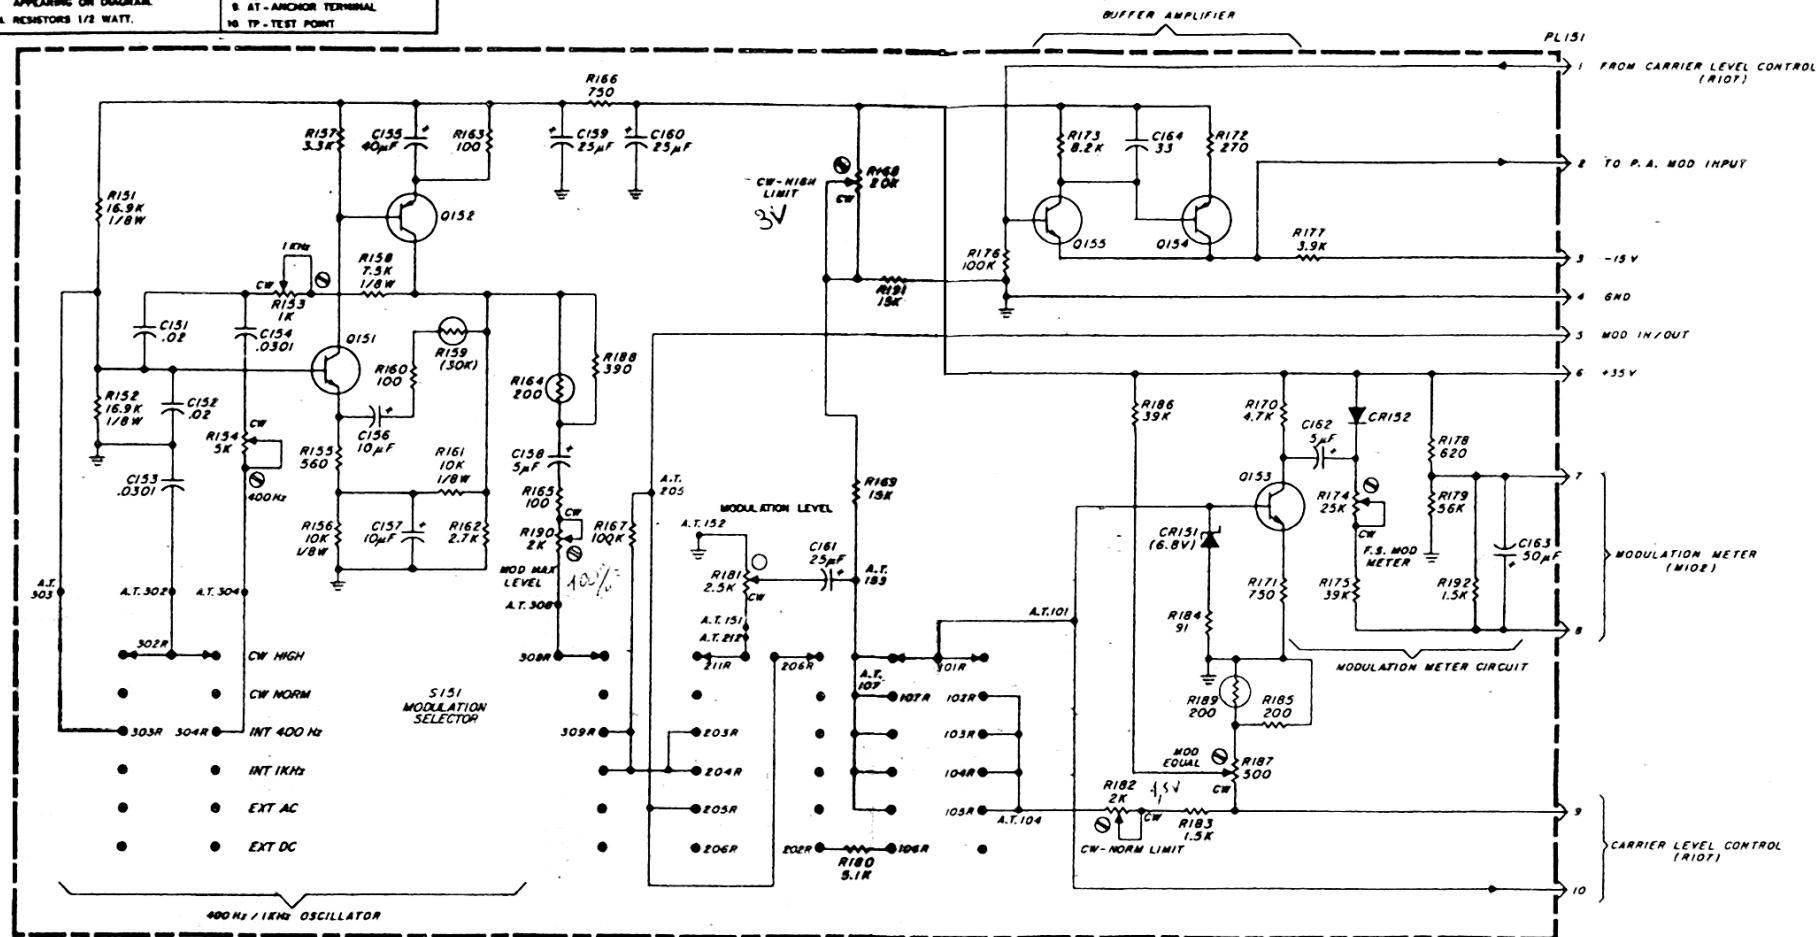 APPEARING ON DIAGRAM.
RESISTORS 1/2 WATT.
9. AT - ANCHOR TERMINAL
10 TP - TEST POINT
BUFFER AMPLIFIER
PL151
1 FROM CARRIER LEVEL CONTROL
(R107)
2 TO P.A. MOD INPUT
3 -15V
4 GND
5 MOD IN/OUT
6 +35V
7
MODULATION METER
(M102)
8
9
CARRIER LEVEL CONTROL
(R107)
10
R166
750
R157
3.3K
C155
40µF
R163
100
C159
25µF
C160
25µF
R151
16.9K
1/8W
Q152
CW-HIGH
LIMIT
3V
R168
20K
CW
R173
8.2K
C164
33
R172
270
Q155
Q154
R177
3.9K
R176
100K
R191
15K
1KHz
CW
R153
1K
R158
7.5K
1/8W
C151
.02
C154
.0301
Q151
R159
(30K)
R160
100
R164
200
R188
390
R152
16.9K
1/8W
C152
.02
CW
R154
5K
400Hz
C153
.0301
C156
10µF
R155
560
R161
10K
1/8W
R156
10K
1/8W
C157
10µF
R162
2.7K
C158
5µF
R165
100
CW
R190
2K
MOD MAX
LEVEL
100%
A.T. 308
R167
100K
A.T.
205
MODULATION LEVEL
A.T. 152
R181
2.5K
CW
C161
25µF
A.T.
153
A.T. 151
A.T. 212
R169
15K
R186
39K
R170
4.7K
C162
5µF
CR152
R178
620
Q153
R174
25K
CW
F.S. MOD
METER
R179
56K
C163
50µF
CR151
(6.8V)
R171
750
R175
39K
R192
1.5K
R184
91
MODULATION METER CIRCUIT
R189
200
R185
200
MOD
EQUAL
R187
500
CW
R182
2K
CW
R183
1.5K
CW-NORM LIMIT
A.T.101
A.T.104
A.T.
107
A.T.
303
A.T.302
A.T.304
302R
CW HIGH
CW NORM
303R 304R INT 400 Hz
INT 1KHz
EXT AC
EXT DC
S151
MODULATION
SELECTOR
308R
309R
211R
203R
204R
205R
206R
206R
202R
R180
5.1K
106R
107R
301R
102R
103R
104R
105R
400 Hz / 1KHz OSCILLATOR